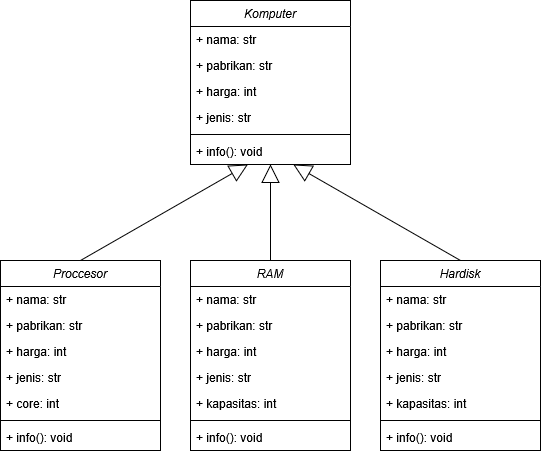 Komputer
+ nama: str
+ pabrikan: str
+ harga: int
+ jenis: str
+ info(): void
Proccesor
+ nama: str
+ pabrikan: str
+ harga: int
+ jenis: str
+ core: int
+ info(): void
RAM
+ nama: str
+ pabrikan: str
+ harga: int
+ jenis: str
+ kapasitas: int
+ info(): void
Hardisk
+ nama: str
+ pabrikan: str
+ harga: int
+ jenis: str
+ kapasitas: int
+ info(): void